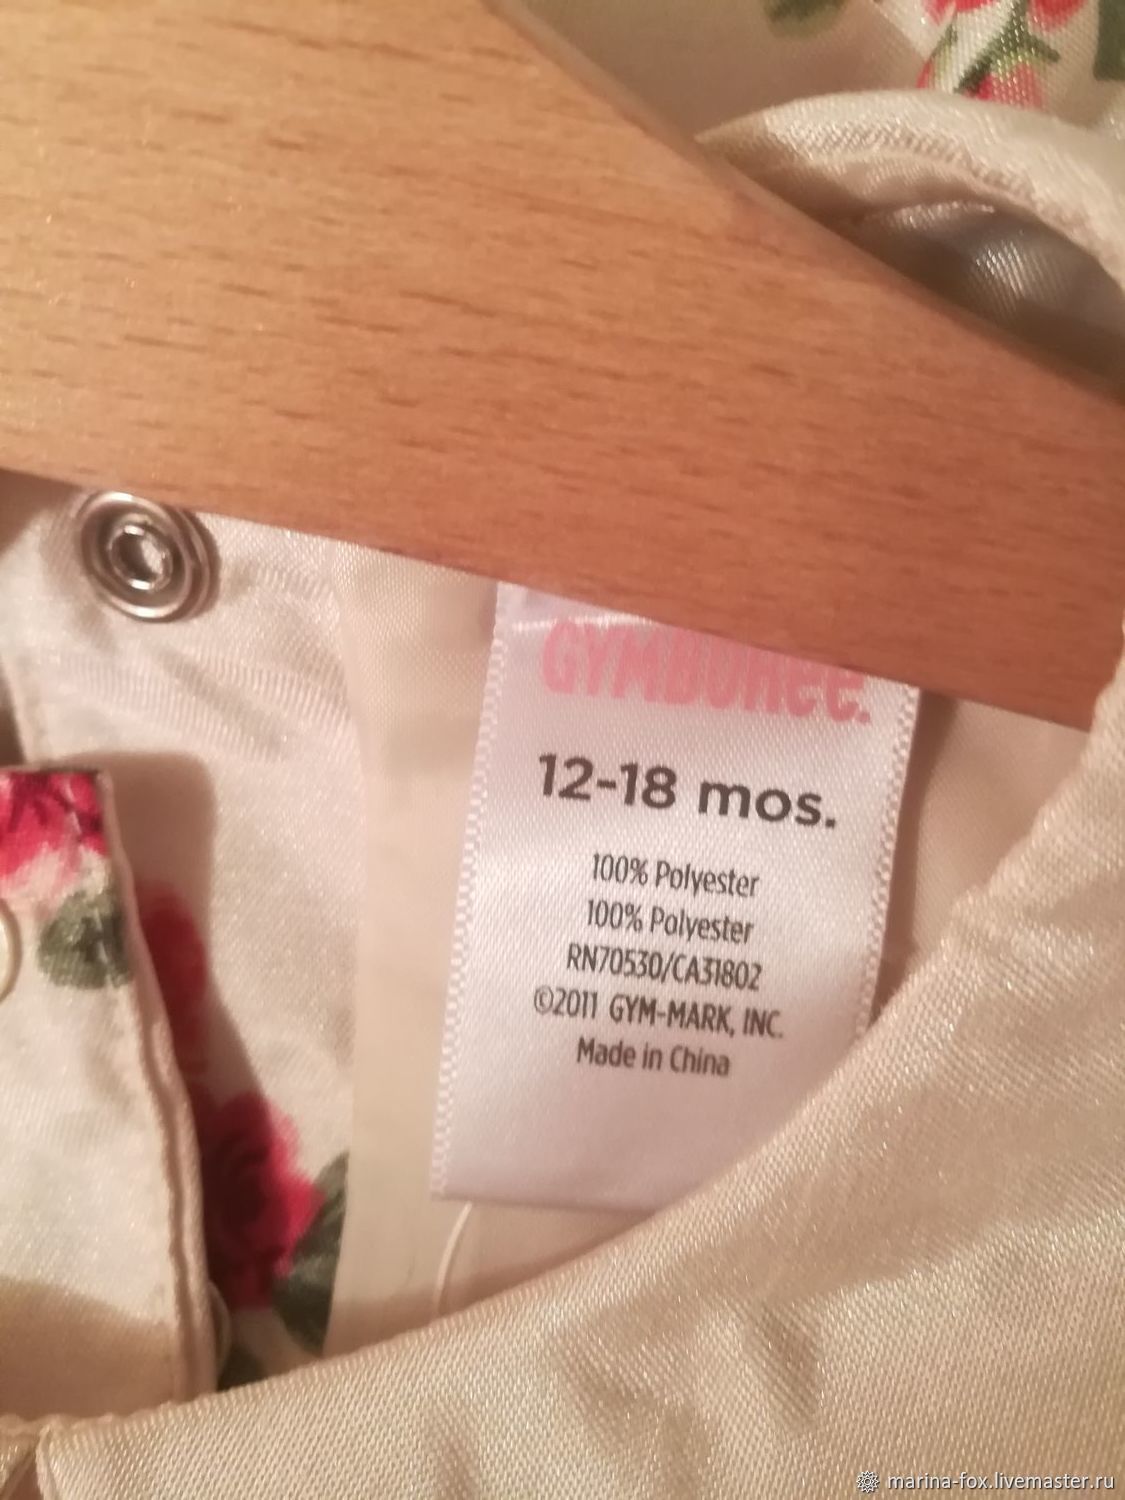 GYMBOREE.
12-18 mos.
100% Polyester
100% Polyester
RN70530/CA31802
©2011 GYM-MARK, INC.
Made in China
marina-fox.livemaster.ru